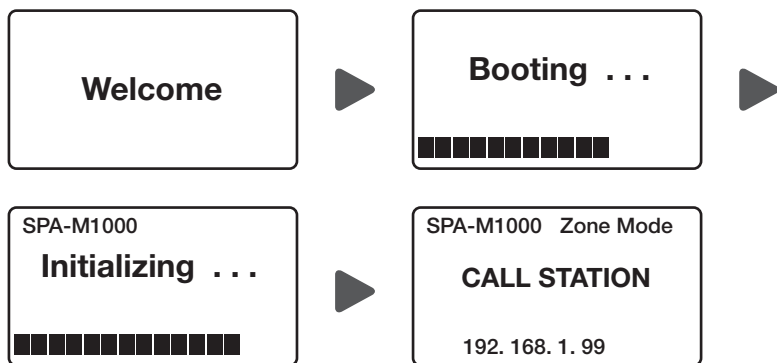 Welcome
Booting . . .
SPA-M1000
Initializing . . .
SPA-M1000 Zone Mode
CALL STATION
192. 168. 1. 99